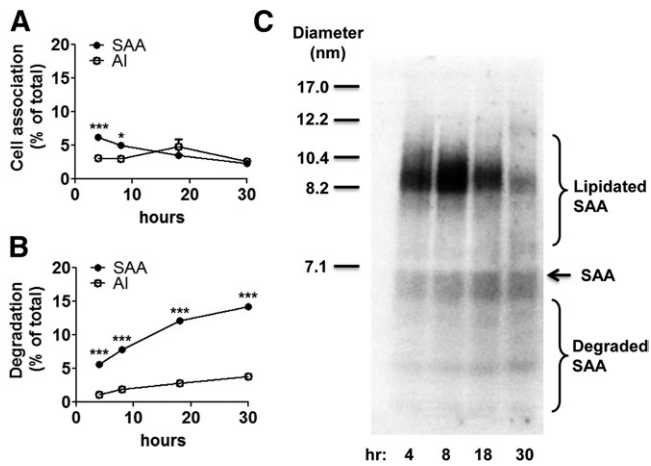 A
SAA
AI
Cell association
(% of total)
20
15
10
5
0
***
*
0 10 20 30
hours
B
SAA
AI
Degradation
(% of total)
20
15
10
5
0
***
***
***
***
0 10 20 30
hours
C
Diameter
(nm)
17.0
12.2
10.4
8.2
7.1
Lipidated
SAA
SAA
Degraded
SAA
hr: 4 8 18 30